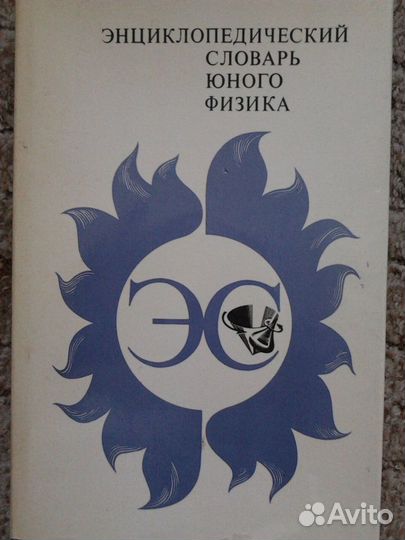 ЭНЦИКЛОПЕДИЧЕСКИЙ
СЛОВАРЬ
ЮНОГО
ФИЗИКА
ЭС
Avito